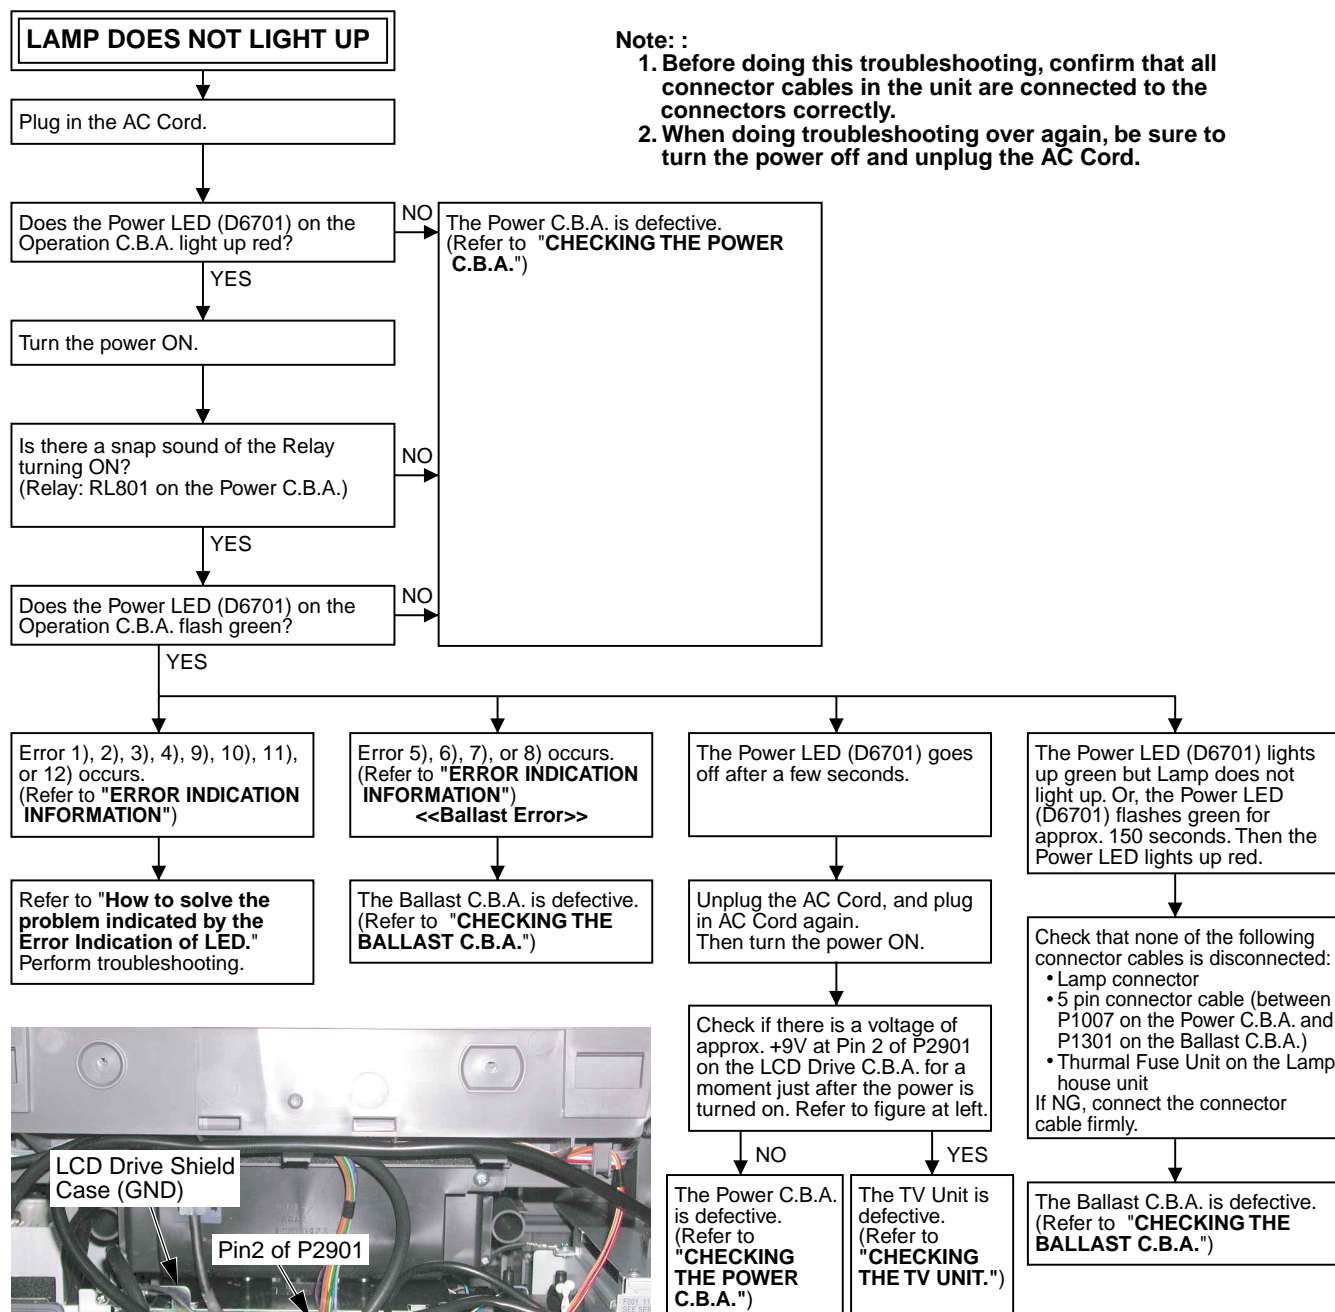 LAMP DOES NOT LIGHT UP
Note: :
1. Before doing this troubleshooting, confirm that all
connector cables in the unit are connected to the
connectors correctly.
2. When doing troubleshooting over again, be sure to
turn the power off and unplug the AC Cord.
Plug in the AC Cord.
Does the Power LED (D6701) on the
Operation C.B.A. light up red?
NO
The Power C.B.A. is defective.
(Refer to "CHECKING THE POWER
C.B.A.")
YES
Turn the power ON.
Is there a snap sound of the Relay
turning ON?
(Relay: RL801 on the Power C.B.A.)
NO
YES
Does the Power LED (D6701) on the
Operation C.B.A. flash green?
NO
YES
Error 1), 2), 3), 4), 9), 10), 11),
or 12) occurs.
(Refer to "ERROR INDICATION
INFORMATION")
Refer to "How to solve the
problem indicated by the
Error Indication of LED."
Perform troubleshooting.
Error 5), 6), 7), or 8) occurs.
(Refer to "ERROR INDICATION
INFORMATION")
<<Ballast Error>>
The Ballast C.B.A. is defective.
(Refer to "CHECKING THE
BALLAST C.B.A.")
The Power LED (D6701) goes
off after a few seconds.
Unplug the AC Cord, and plug
in AC Cord again.
Then turn the power ON.
Check if there is a voltage of
approx. +9V at Pin 2 of P2901
on the LCD Drive C.B.A. for a
moment just after the power is
turned on. Refer to figure at left.
NO
YES
The Power C.B.A.
is defective.
(Refer to
"CHECKING
THE POWER
C.B.A.")
The TV Unit is
defective.
(Refer to
"CHECKING
THE TV UNIT.")
The Power LED (D6701) lights
up green but Lamp does not
light up. Or, the Power LED
(D6701) flashes green for
approx. 150 seconds. Then the
Power LED lights up red.
Check that none of the following
connector cables is disconnected:
• Lamp connector
• 5 pin connector cable (between
P1007 on the Power C.B.A. and
P1301 on the Ballast C.B.A.)
• Thurmal Fuse Unit on the Lamp
house unit
If NG, connect the connector
cable firmly.
The Ballast C.B.A. is defective.
(Refer to "CHECKING THE
BALLAST C.B.A.")
LCD Drive Shield
Case (GND)
Pin2 of P2901